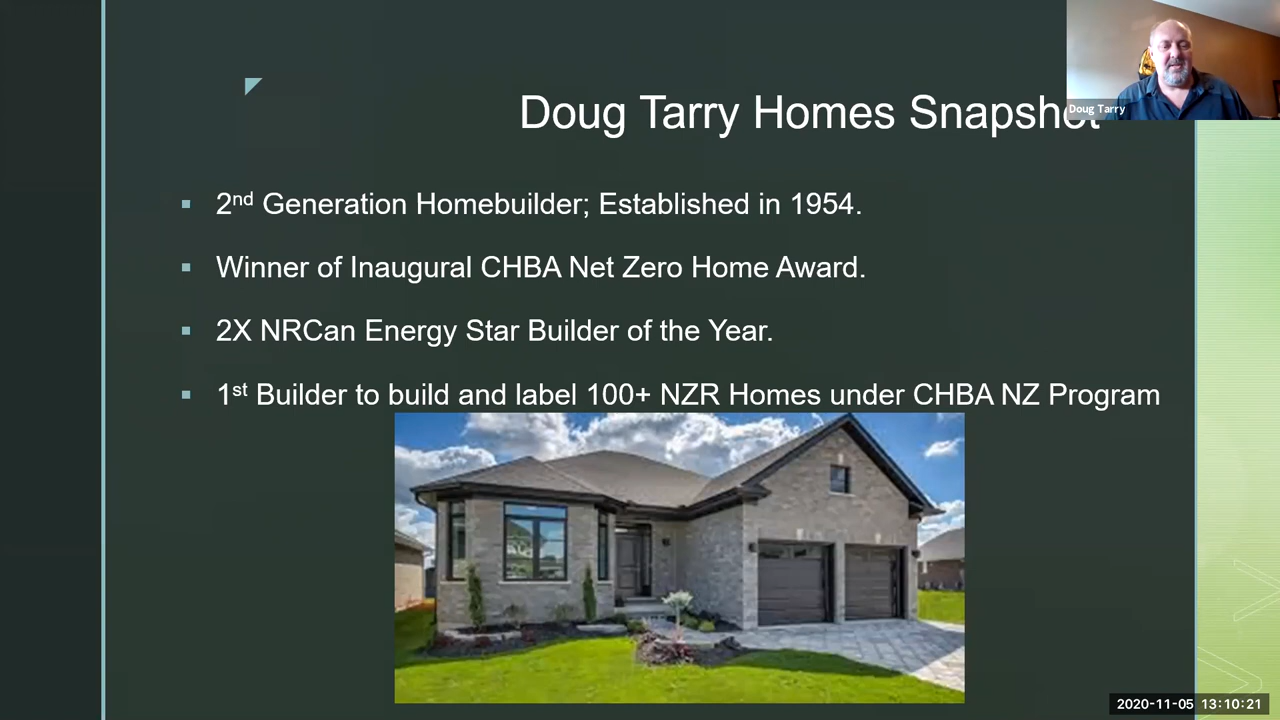 Doug Tarry Homes Snapshot
Doug Tarry
2nd Generation Homebuilder; Established in 1954.
Winner of Inaugural CHBA Net Zero Home Award.
2X NRCan Energy Star Builder of the Year.
1st Builder to build and label 100+ NZR Homes under CHBA NZ Program
2020-11-05 13:10:21